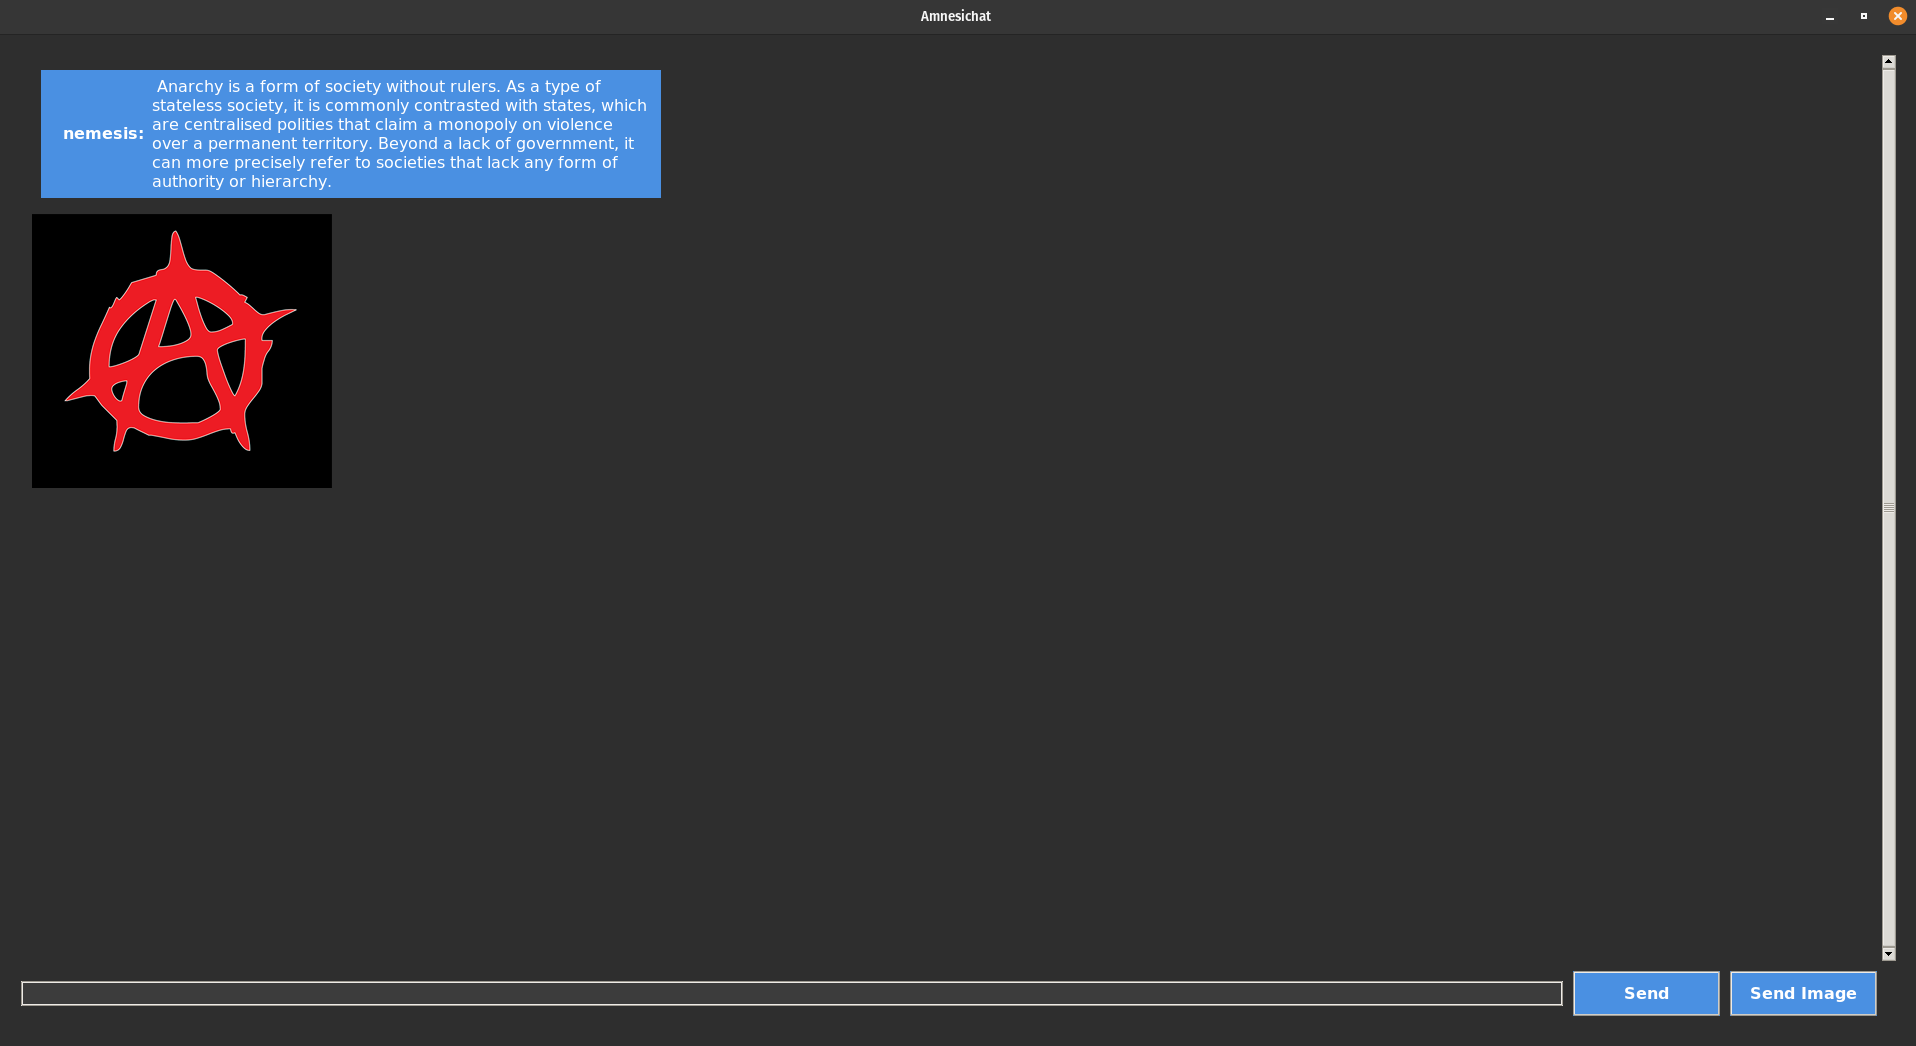 Amnesichat
Anarchy is a form of society without rulers. As a type of
stateless society, it is commonly contrasted with states, which
are centralised polities that claim a monopoly on violence
nemesis:
over a permanent territory. Beyond a lack of government, it
can more precisely refer to societies that lack any form of
authority or hierarchy.
Send
Send Image